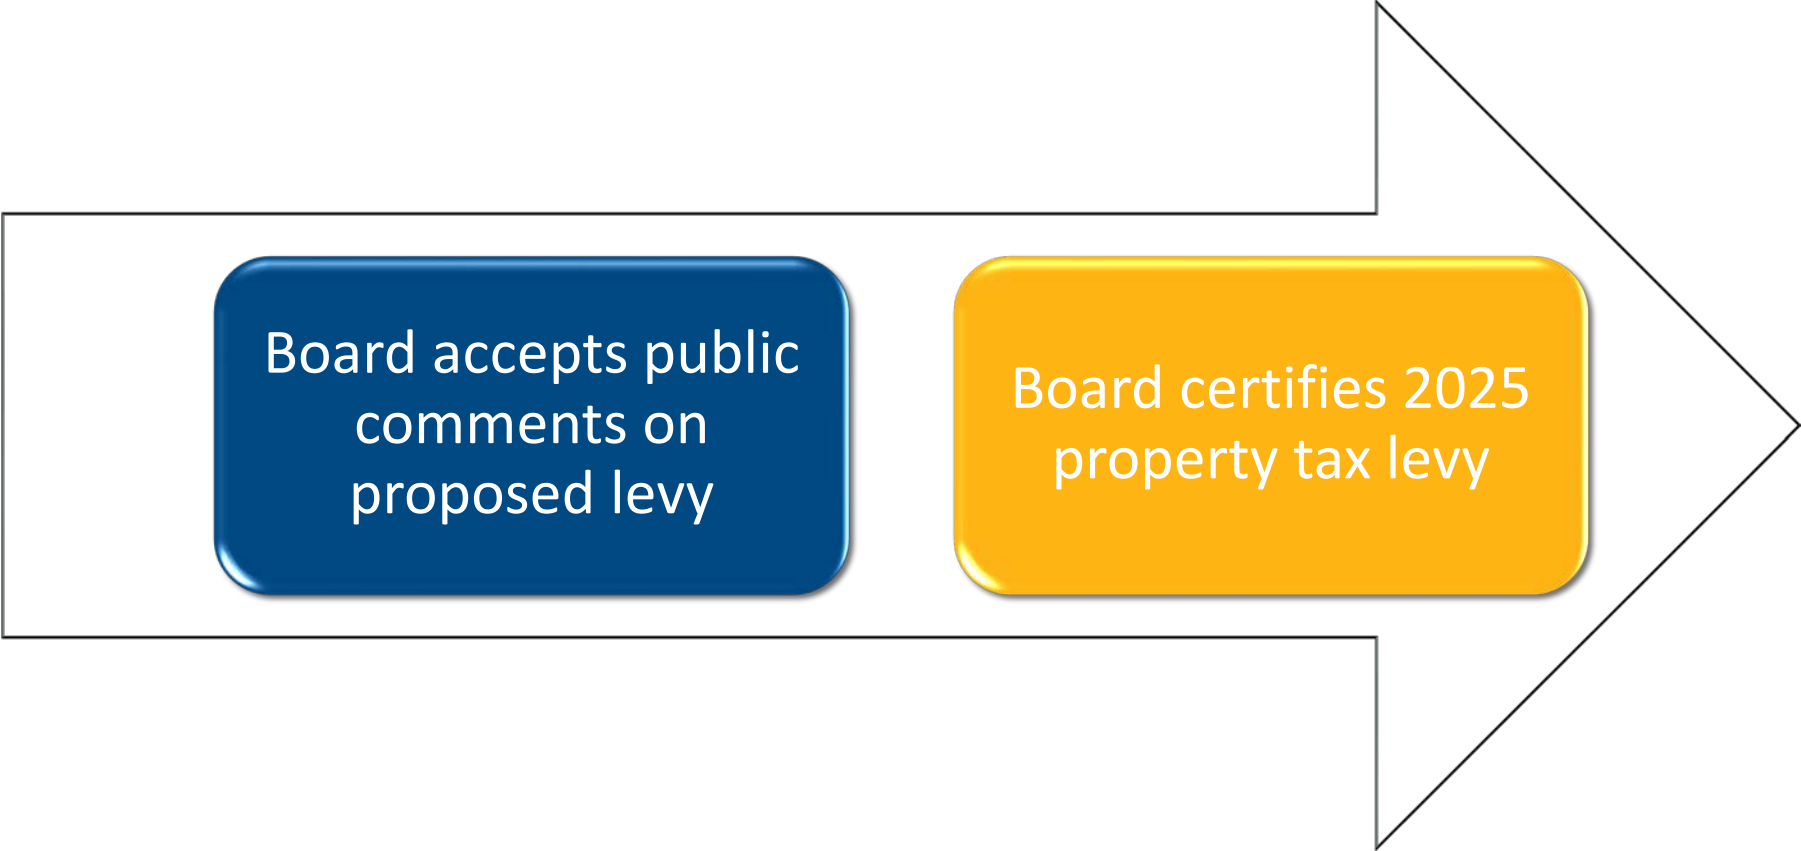 Board accepts public
comments on
proposed levy
Board certifies 2025
property tax levy